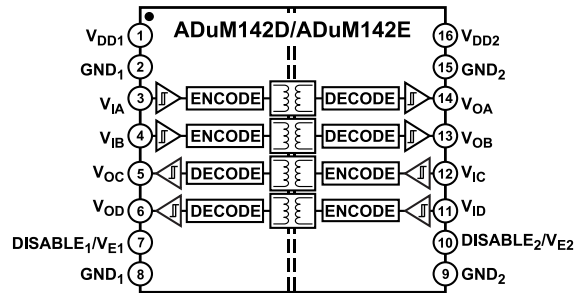 ADuM142D/ADuM142E
VDD1 1 16 VDD2
GND1 2 15 GND2
VIA 3 ENCODE DECODE 14 VOA
VIB 4 ENCODE DECODE 13 VOB
VOC 5 DECODE ENCODE 12 VIC
VOD 6 DECODE ENCODE 11 VID
DISABLE1/VE1 7 10 DISABLE2/VE2
GND1 8 9 GND2